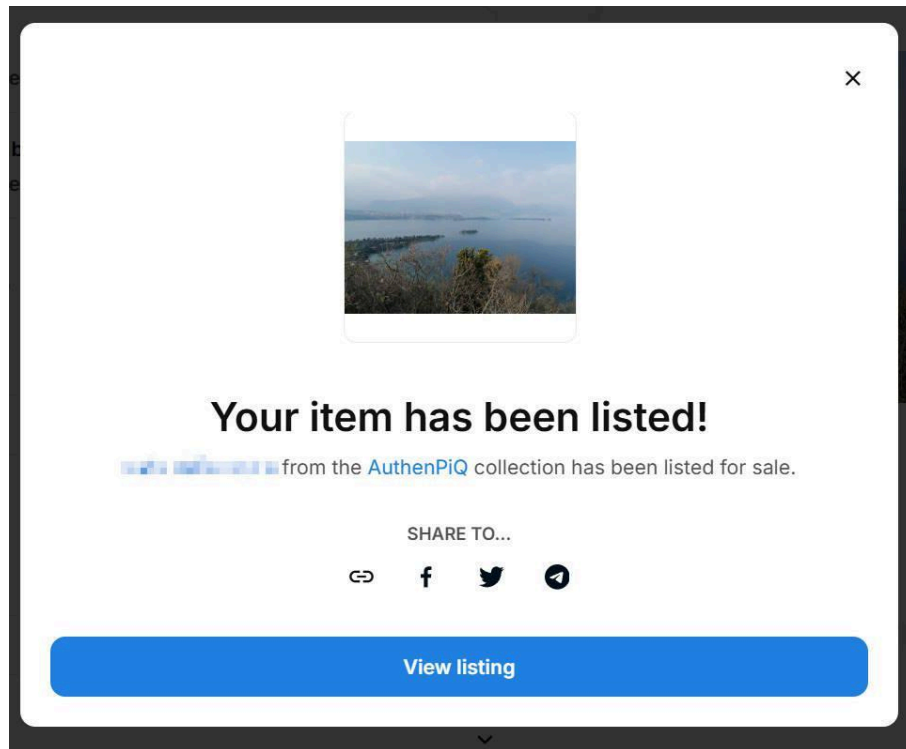 Your item has been listed!
from the AuthenPiQ collection has been listed for sale.
SHARE TO...
View listing